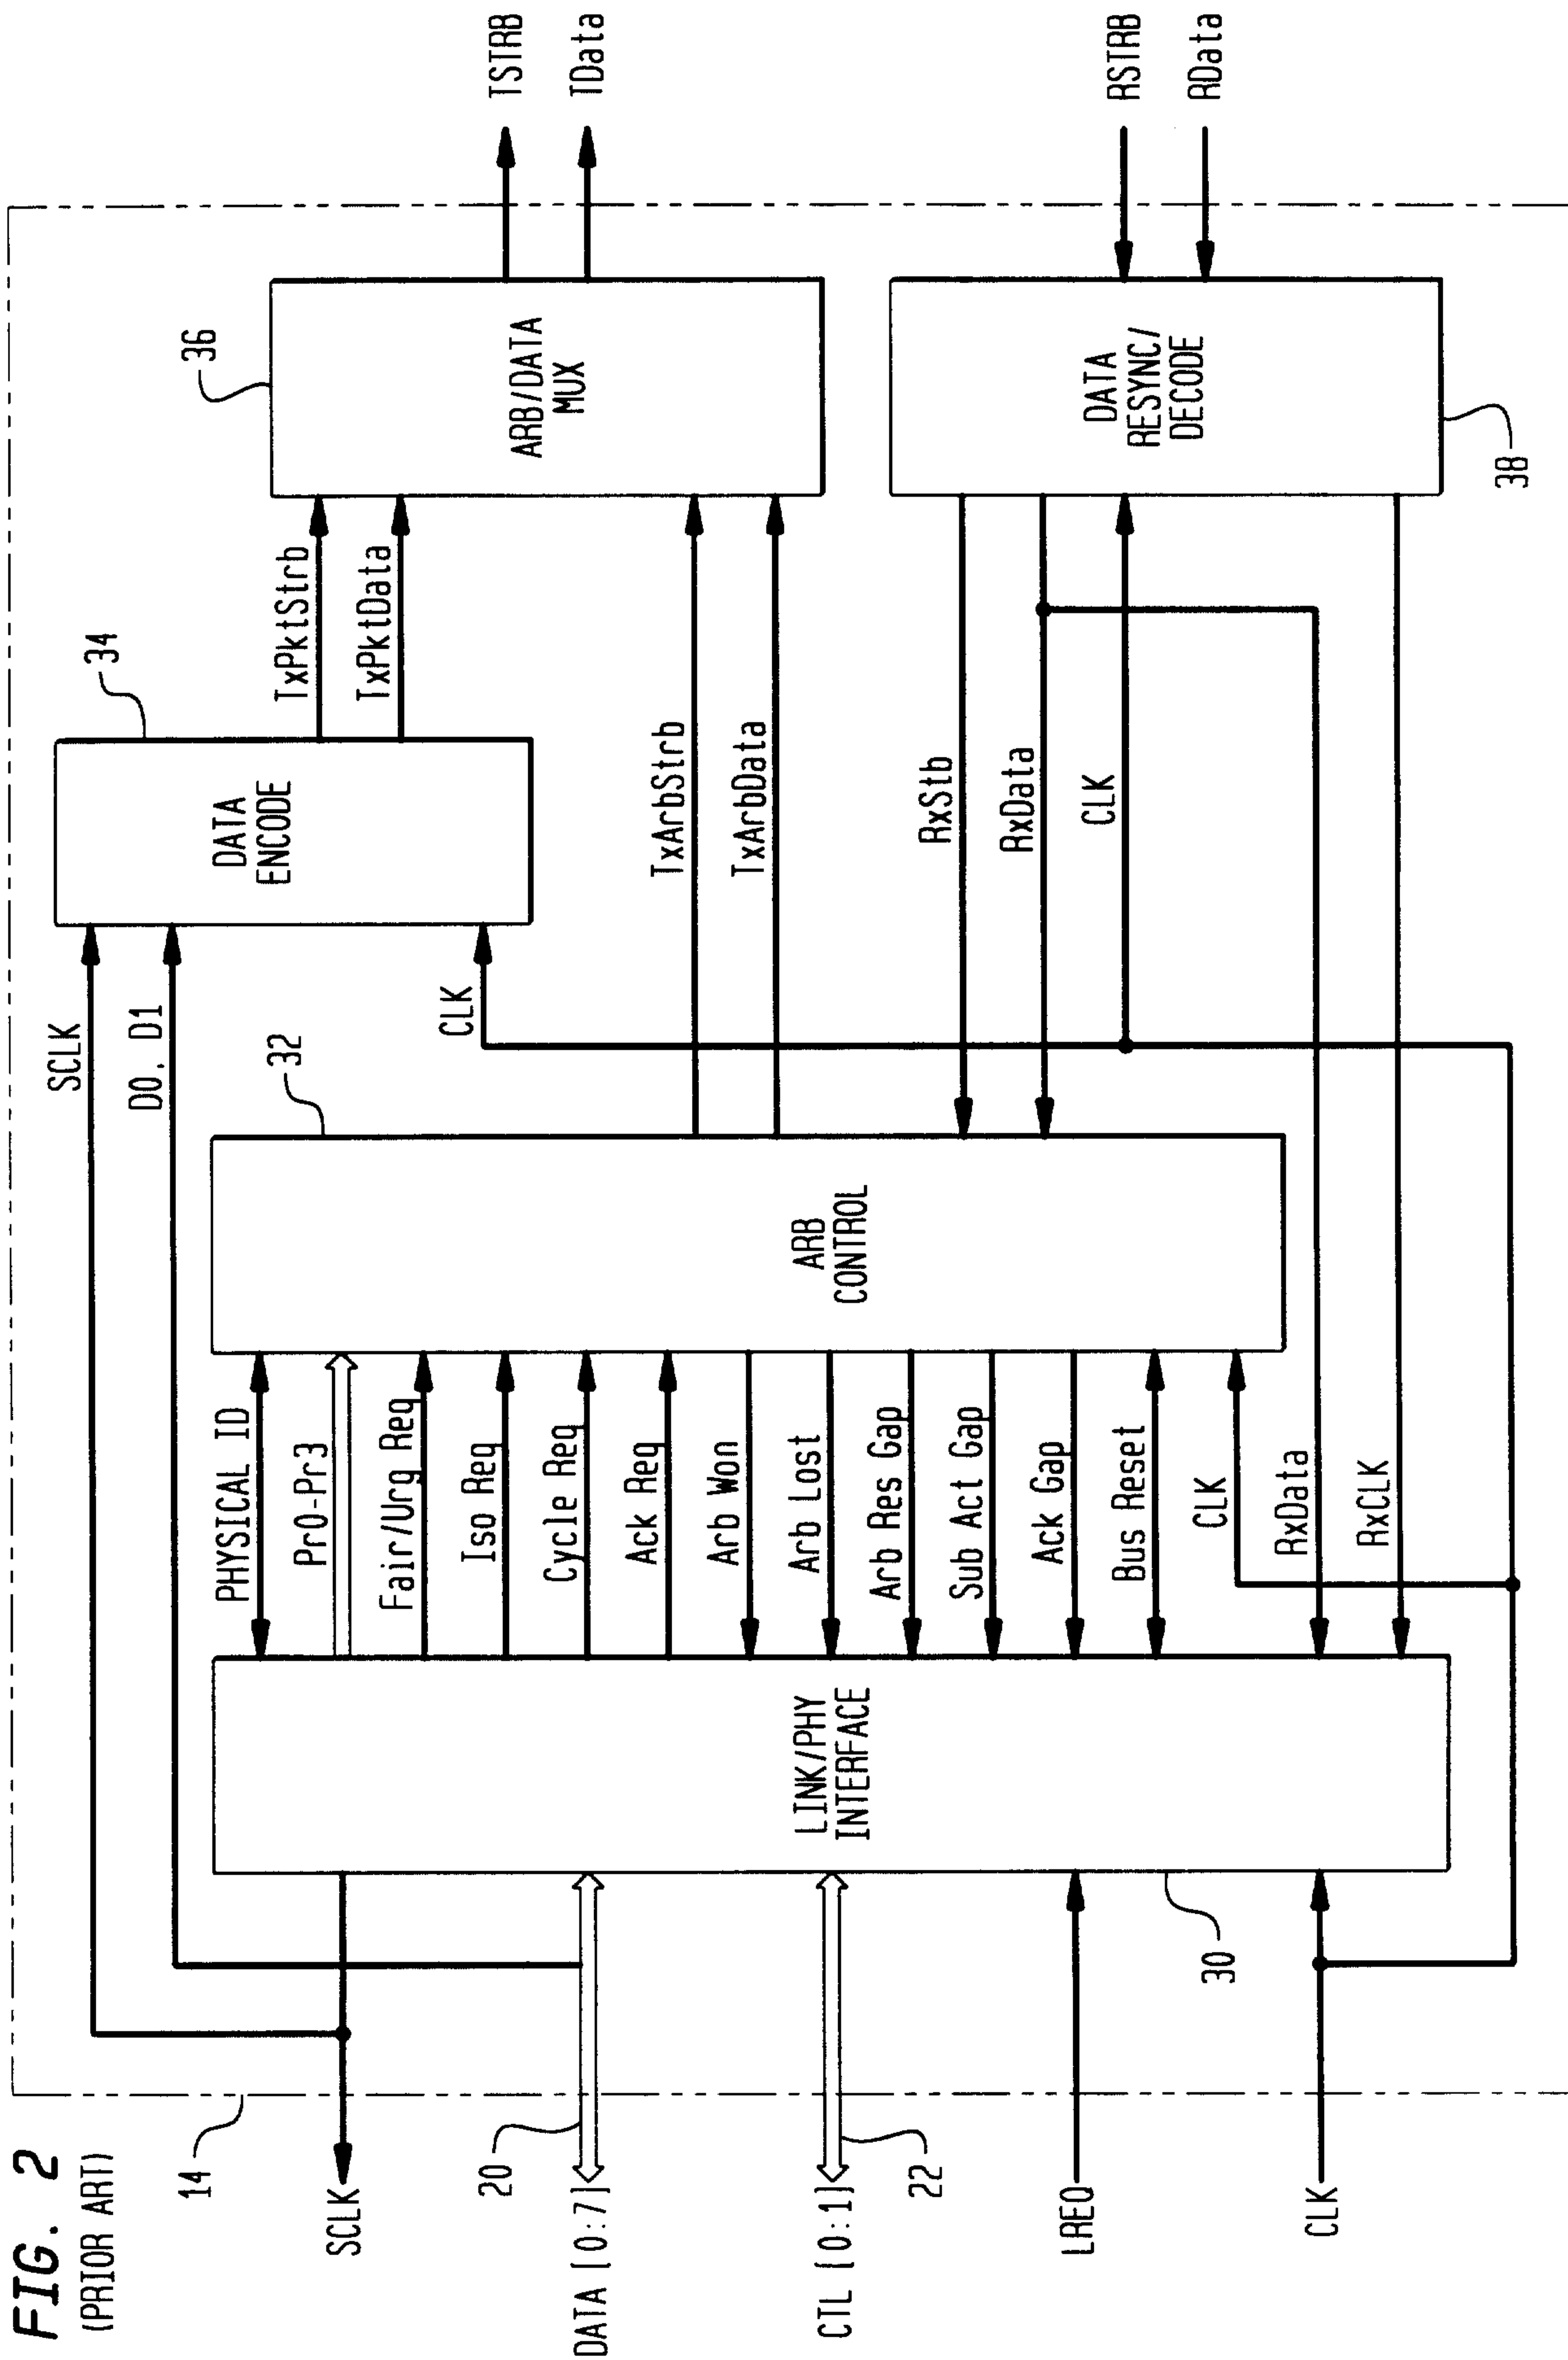 FIG. 2
(PRIOR ART)
14
SCLK
20
DATA [0:7]
CTL [0:1]
22
LREQ
CLK
30
LINK/PHY
INTERFACE
SCLK
D0, D1
PHYSICAL ID
Pr0-Pr3
Fair/Urg Req
Iso Req
Cycle Req
Ack Req
Arb Won
Arb Lost
Arb Res Gap
Sub Act Gap
Ack Gap
Bus Reset
CLK
RxData
RxCLK
32
ARB
CONTROL
CLK
34
DATA
ENCODE
TxArbStrb
TxArbData
RxStb
RxData
CLK
TxPktStrb
TxPktData
36
ARB/DATA
MUX
DATA
RESYNC/
DECODE
38
TSTRB
TData
RSTRB
RData